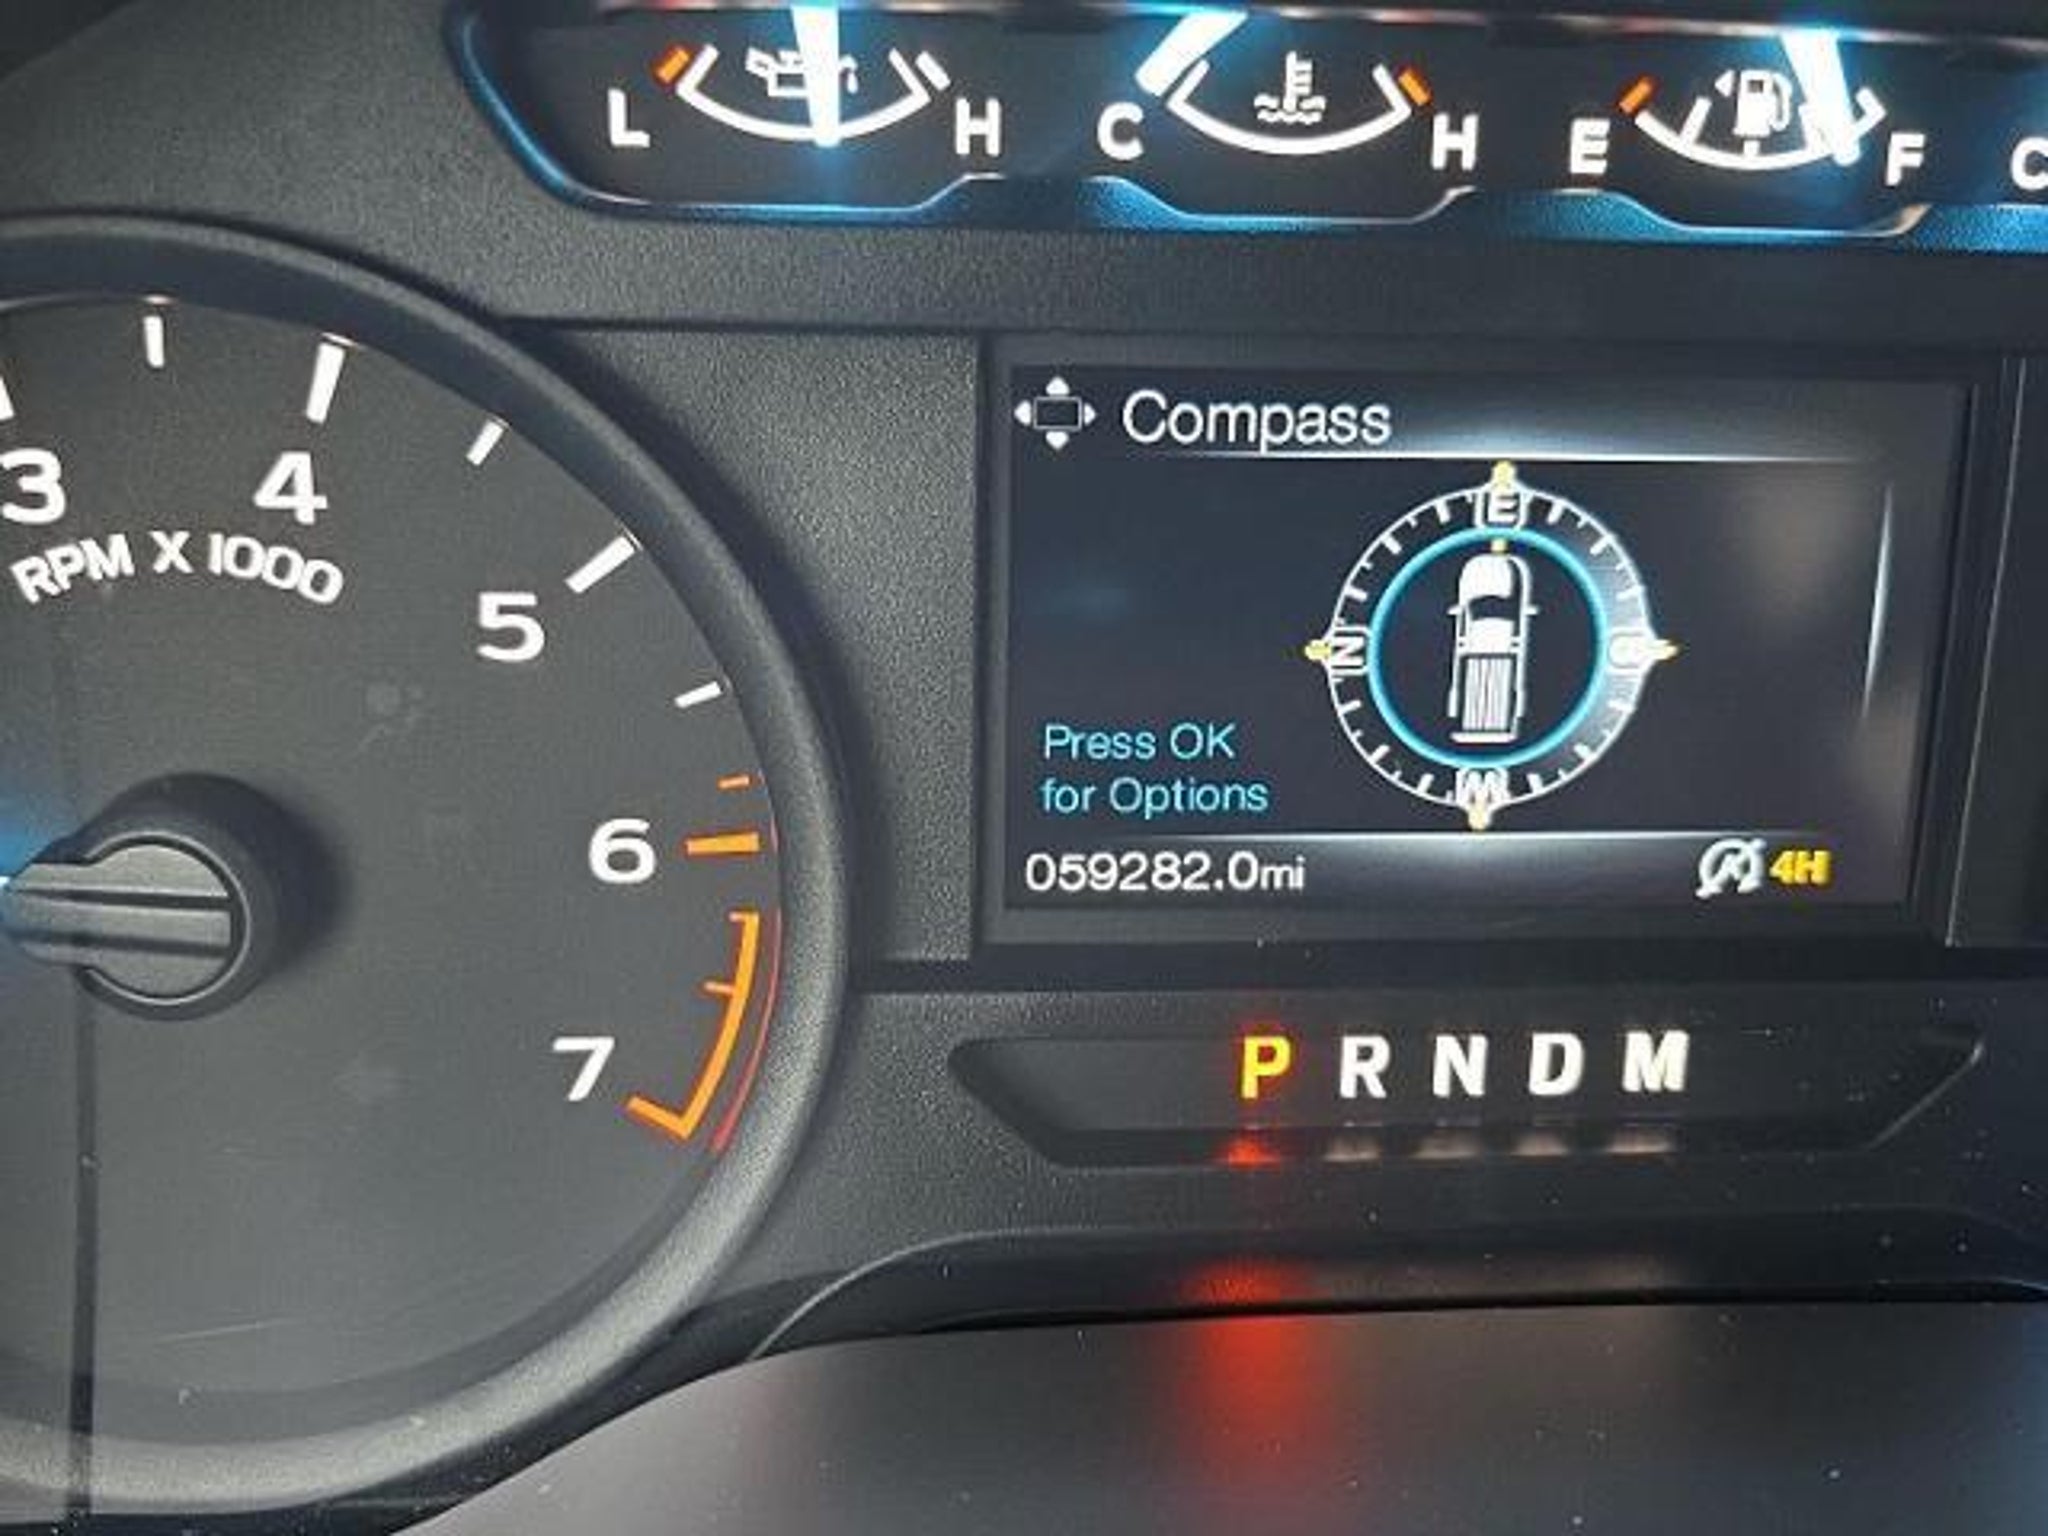 L H C H E F C
3 4 5 6 7
RPM X 1000
Compass
E
N
W
Press OK
for Options
059282.0mi
A 4H
P R N D M